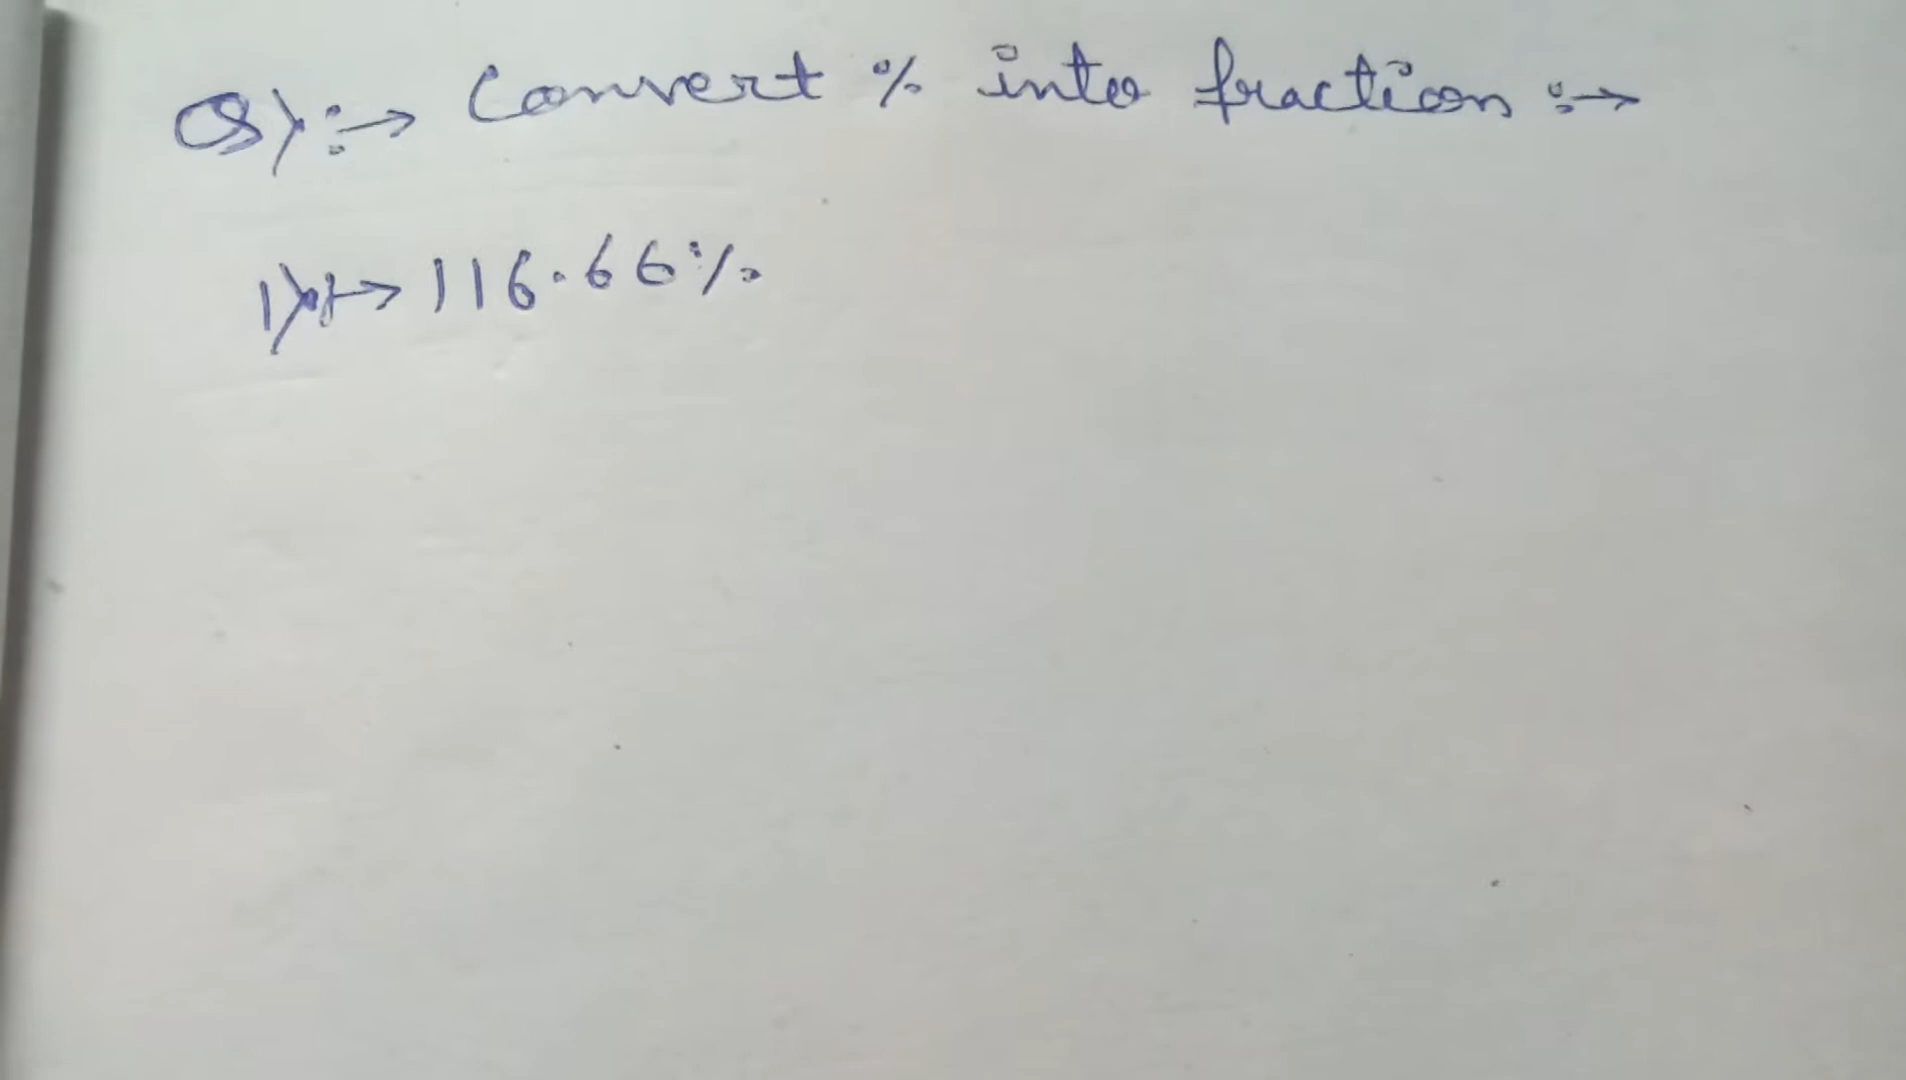 Q) :→ Convert % into fraction :→
1) :→ 116.66%